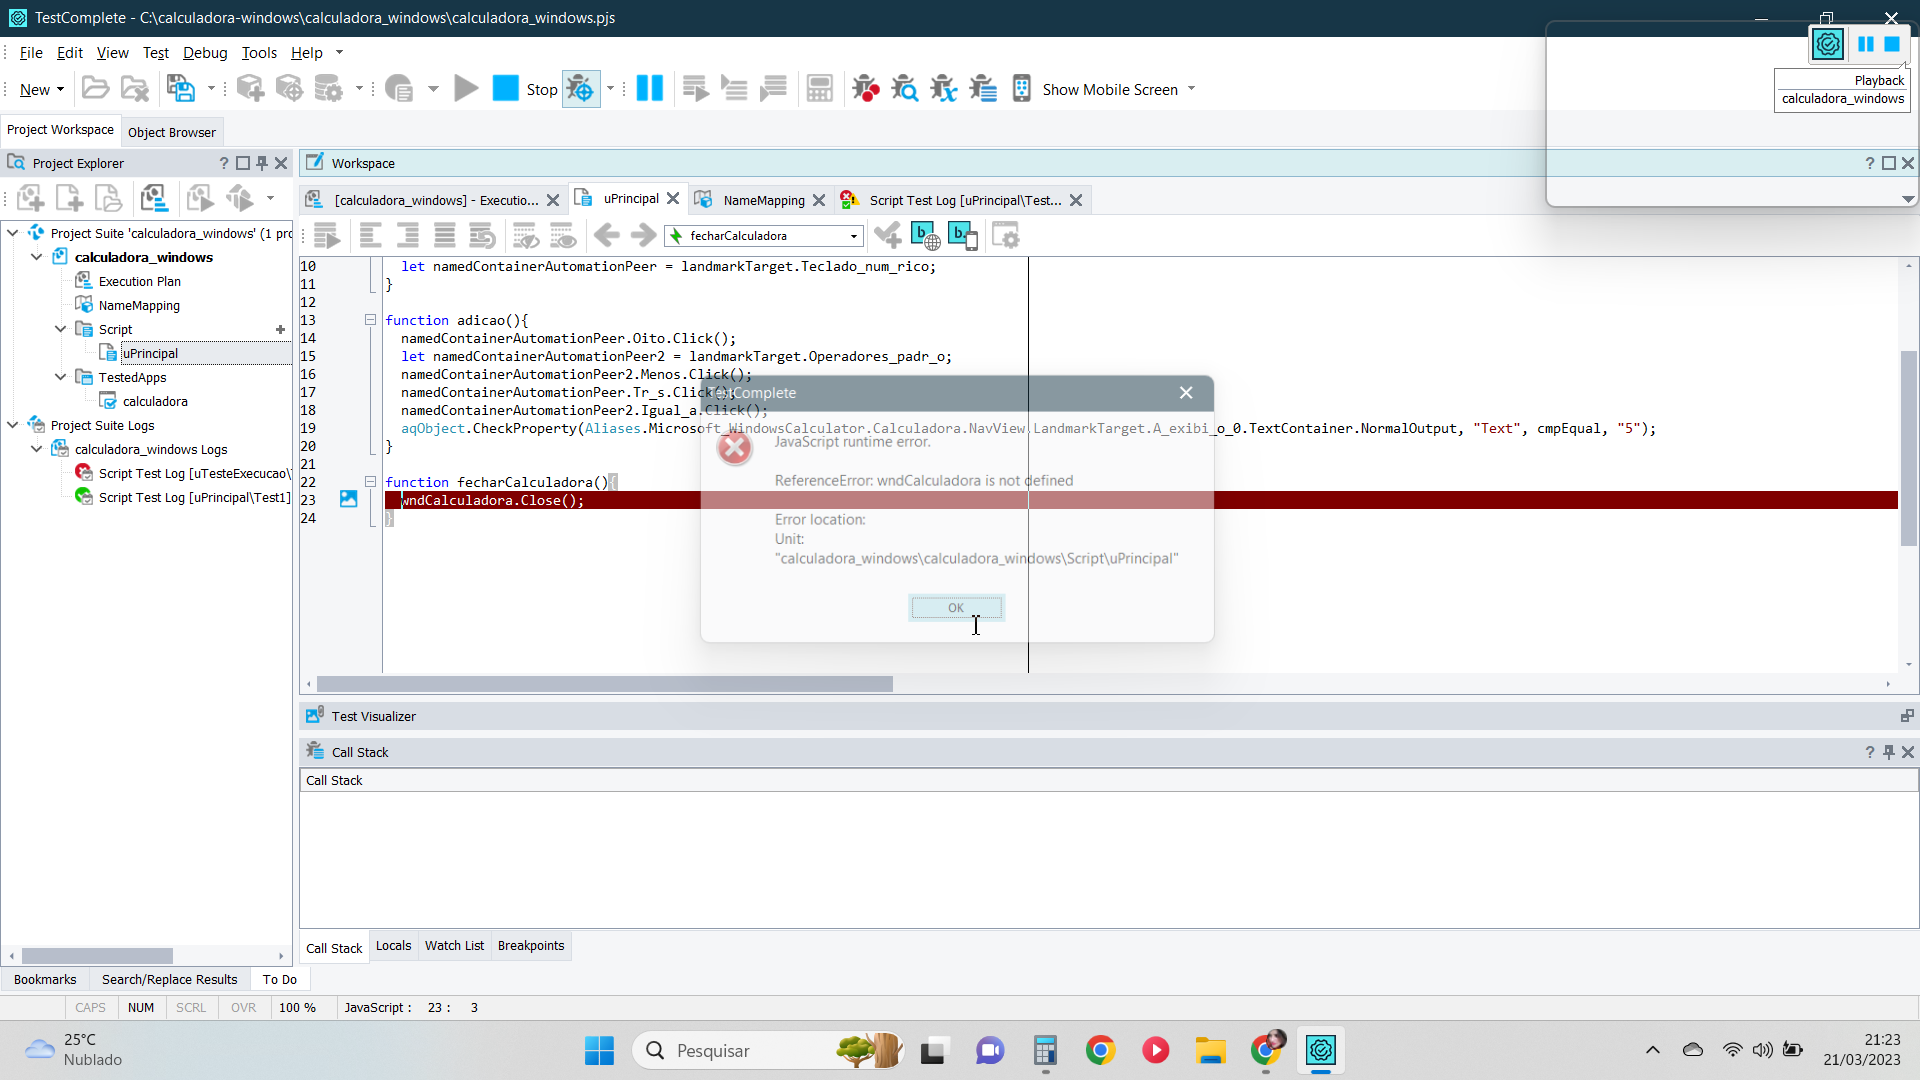 TestComplete - C:\calculadora-windows\calculadora_windows\calculadora_windows.pjs
File Edit View Test Debug Tools Help
New Stop Show Mobile Screen
Playback
calculadora_windows
Project Workspace Object Browser
Project Explorer
Workspace
[calculadora_windows] - Executio... uPrincipal NameMapping Script Test Log [uPrincipal\Test...
fecharCalculadora
Project Suite 'calculadora_windows' (1 pro
calculadora_windows
Execution Plan
NameMapping
Script
uPrincipal
TestedApps
calculadora
Project Suite Logs
calculadora_windows Logs
Script Test Log [uTesteExecucao\
Script Test Log [uPrincipal\Test1]
10 let namedContainerAutomationPeer = landmarkTarget.Teclado_num_rico;
11 }
12
13 function adicao(){
14 namedContainerAutomationPeer.Oito.Click();
15 let namedContainerAutomationPeer2 = landmarkTarget.Operadores_padr_o;
16 namedContainerAutomationPeer2.Menos.Click();
17 namedContainerAutomationPeer.Tr_s.Click();
18 namedContainerAutomationPeer2.Igual_a.Click();
19 aqObject.CheckProperty(Aliases.Microsoft_WindowsCalculator.Calculadora.NavView.LandmarkTarget.A_exibi_o_0.TextContainer.NormalOutput, "Text", cmpEqual, "5");
20 }
21
22 function fecharCalculadora(){
23 wndCalculadora.Close();
24 }
TestComplete
JavaScript runtime error.
ReferenceError: wndCalculadora is not defined
Error location:
Unit:
"calculadora_windows\calculadora_windows\Script\uPrincipal"
OK
Test Visualizer
Call Stack
Call Stack
Call Stack Locals Watch List Breakpoints
Bookmarks Search/Replace Results To Do
CAPS NUM SCRL OVR 100 % JavaScript : 23 : 3
25°C
Nublado
Pesquisar
21:23
21/03/2023